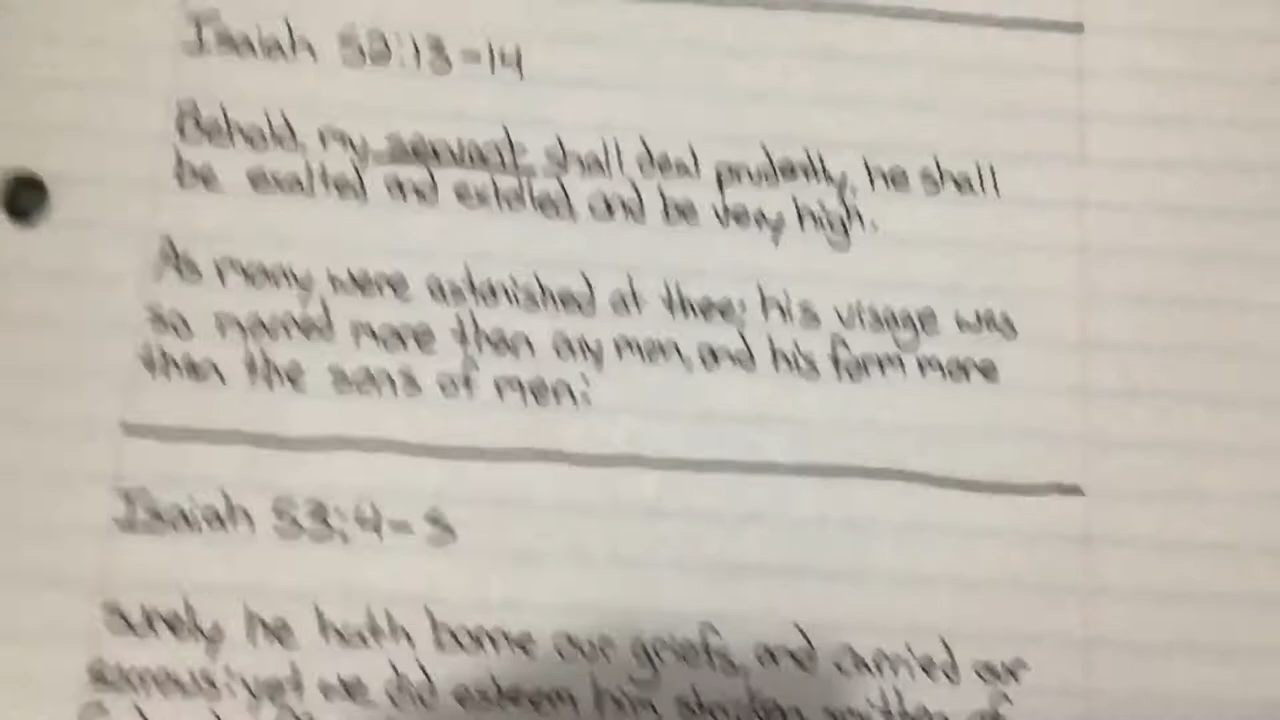 Isaiah 52:13-14
Behold, my servant shall deal prudently, he shall
be exalted and extolled, and be very high.
As many were astonished at thee; his visage was
so marred more than any man, and his form more
than the sons of men:
Isaiah 53:4-5
Surely he hath borne our griefs, and carried our
sorrows: yet we did esteem him stricken, smitten of